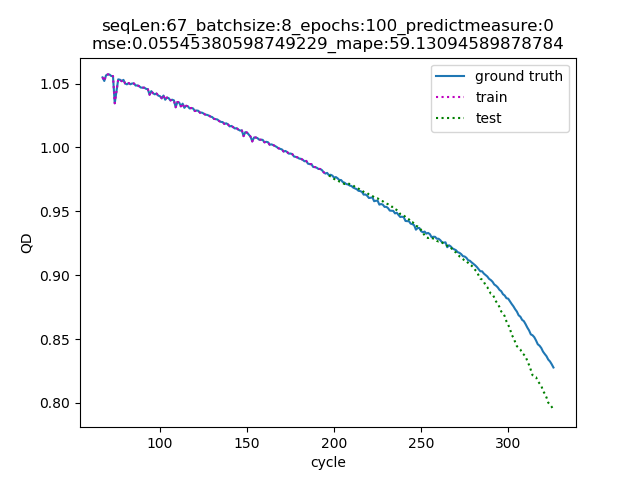 seqLen:67_batchsize:8_epochs:100_predictmeasure:0
mse:0.05545380598749229_mape:59.13094589878784
ground truth
train
test
1.05
1.00
0.95
0.90
0.85
0.80
QD
100 150 200 250 300
cycle